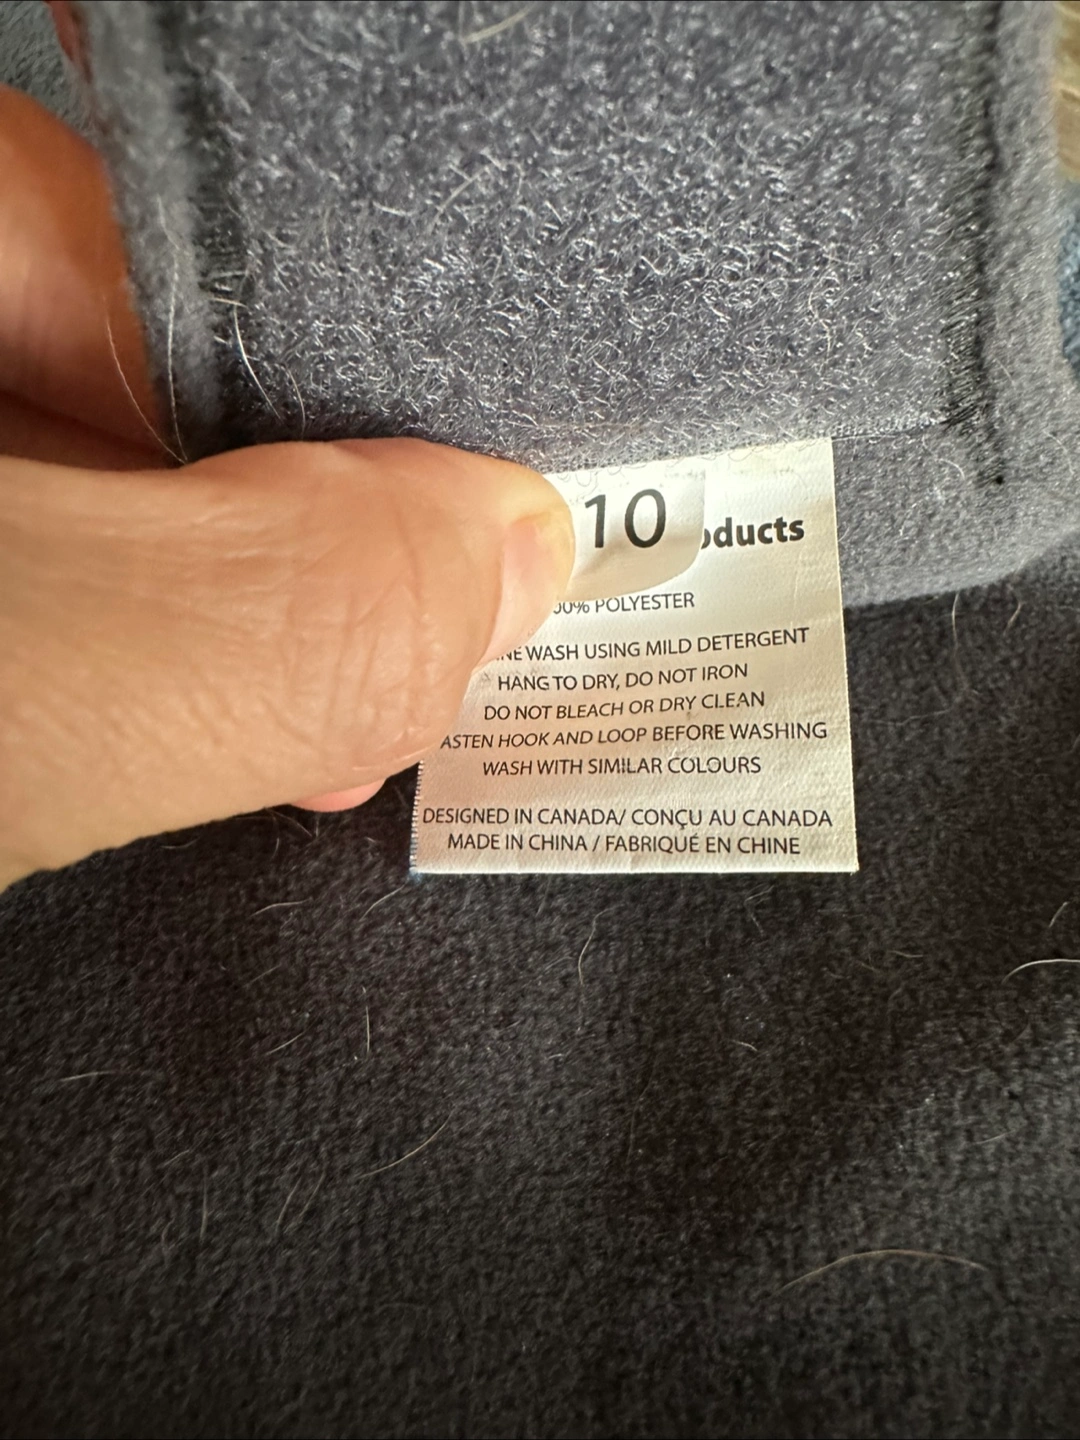 10
oducts
00% POLYESTER
NE WASH USING MILD DETERGENT
HANG TO DRY, DO NOT IRON
DO NOT BLEACH OR DRY CLEAN
ASTEN HOOK AND LOOP BEFORE WASHING
WASH WITH SIMILAR COLOURS
DESIGNED IN CANADA/ CONÇU AU CANADA
MADE IN CHINA / FABRIQUÉ EN CHINE